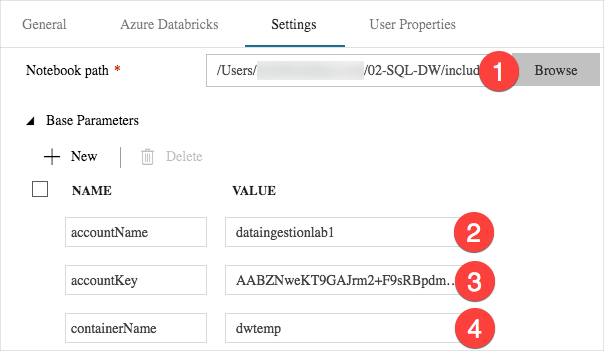 General Azure Databricks Settings User Properties
Notebook path * /Users/ /02-SQL-DW/includ 1 Browse
Base Parameters
New Delete
NAME VALUE
accountName dataingestionlab1 2
accountKey AABZNweKT9GAJrm2+F9sRBpdm... 3
containerName dwtemp 4